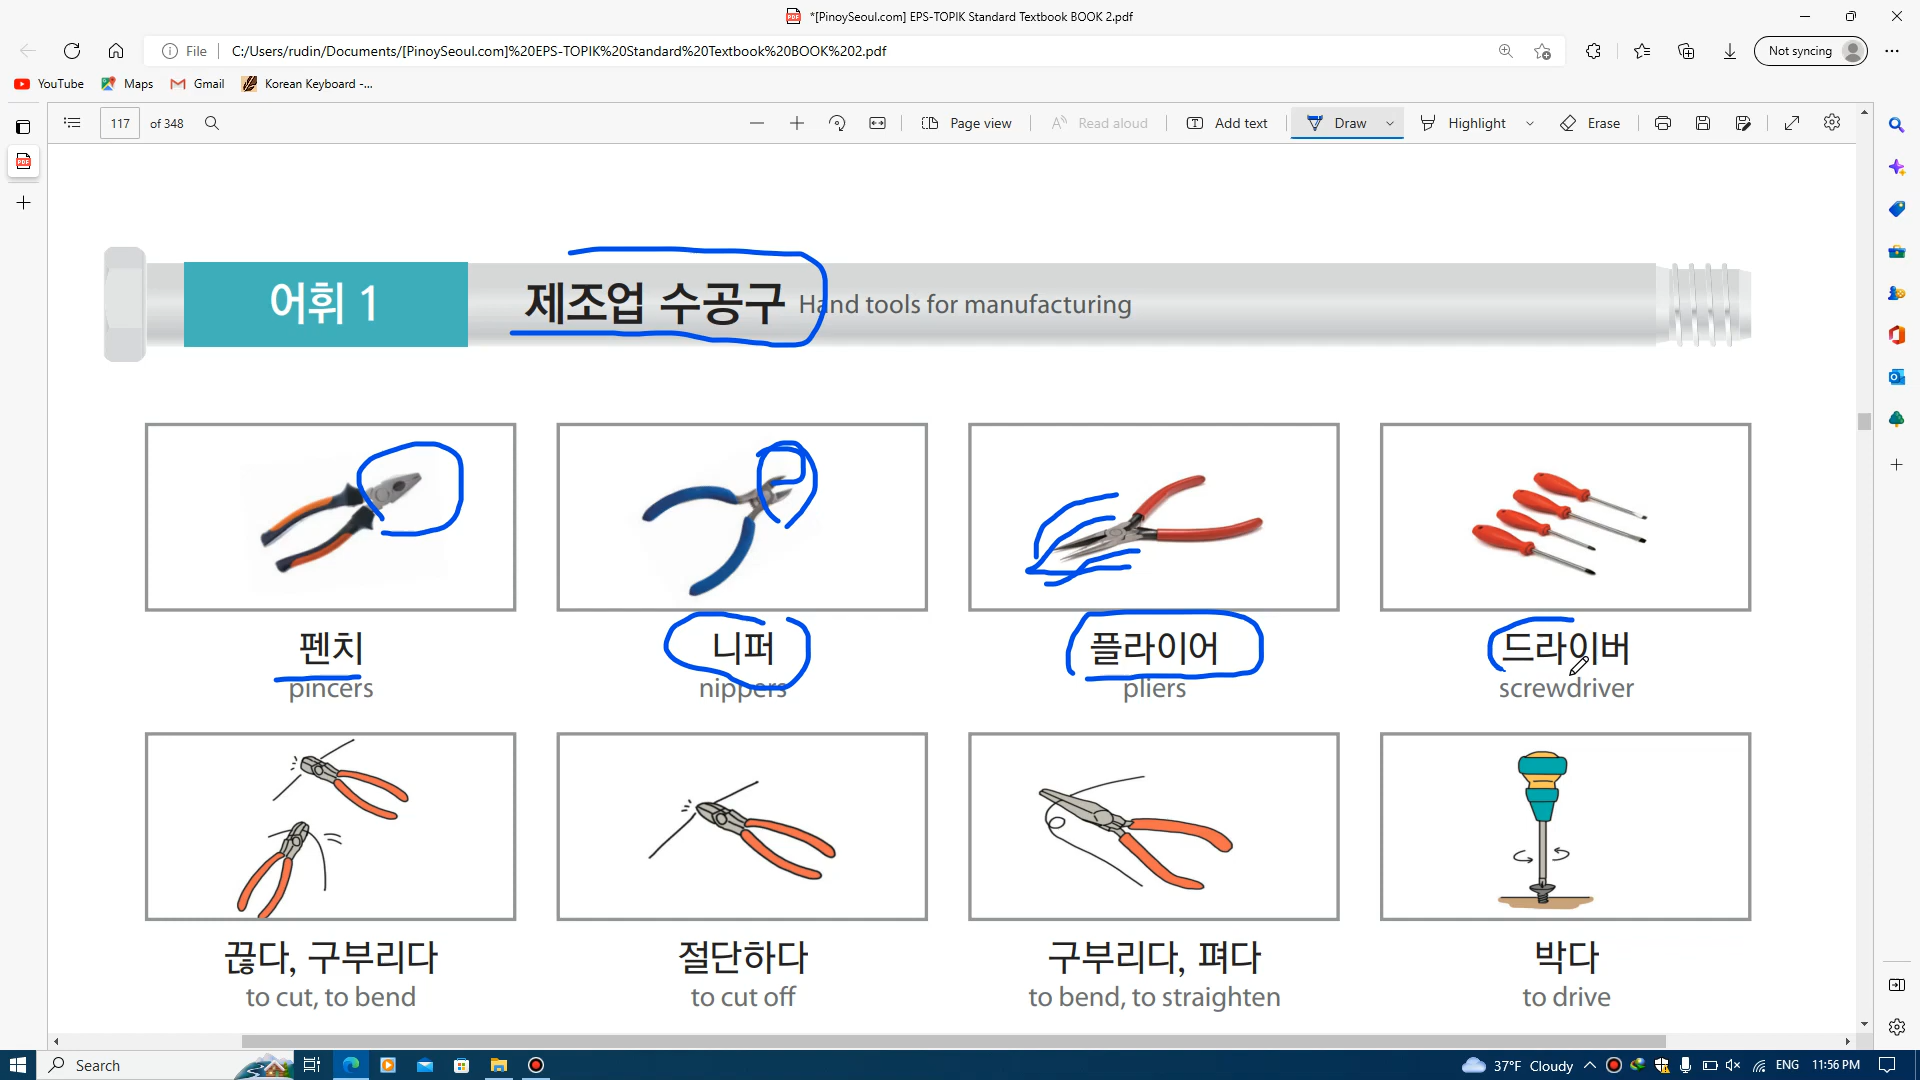 *[PinoySeoul.com] EPS-TOPIK Standard Textbook BOOK 2.pdf
File C:/Users/rudin/Documents/[PinoySeoul.com]%20EPS-TOPIK%20Standard%20Textbook%20BOOK%202.pdf Not syncing
YouTube Maps Gmail Korean Keyboard -...
117 of 348 Page view Read aloud Add text Draw Highlight Erase
어휘 1 제조업 수공구 Hand tools for manufacturing
펜치 니퍼 플라이어 드라이버
pincers nippers pliers screwdriver
끊다, 구부리다 절단하다 구부리다, 펴다 박다
to cut, to bend to cut off to bend, to straighten to drive
Search 37°F Cloudy ENG 11:56 PM